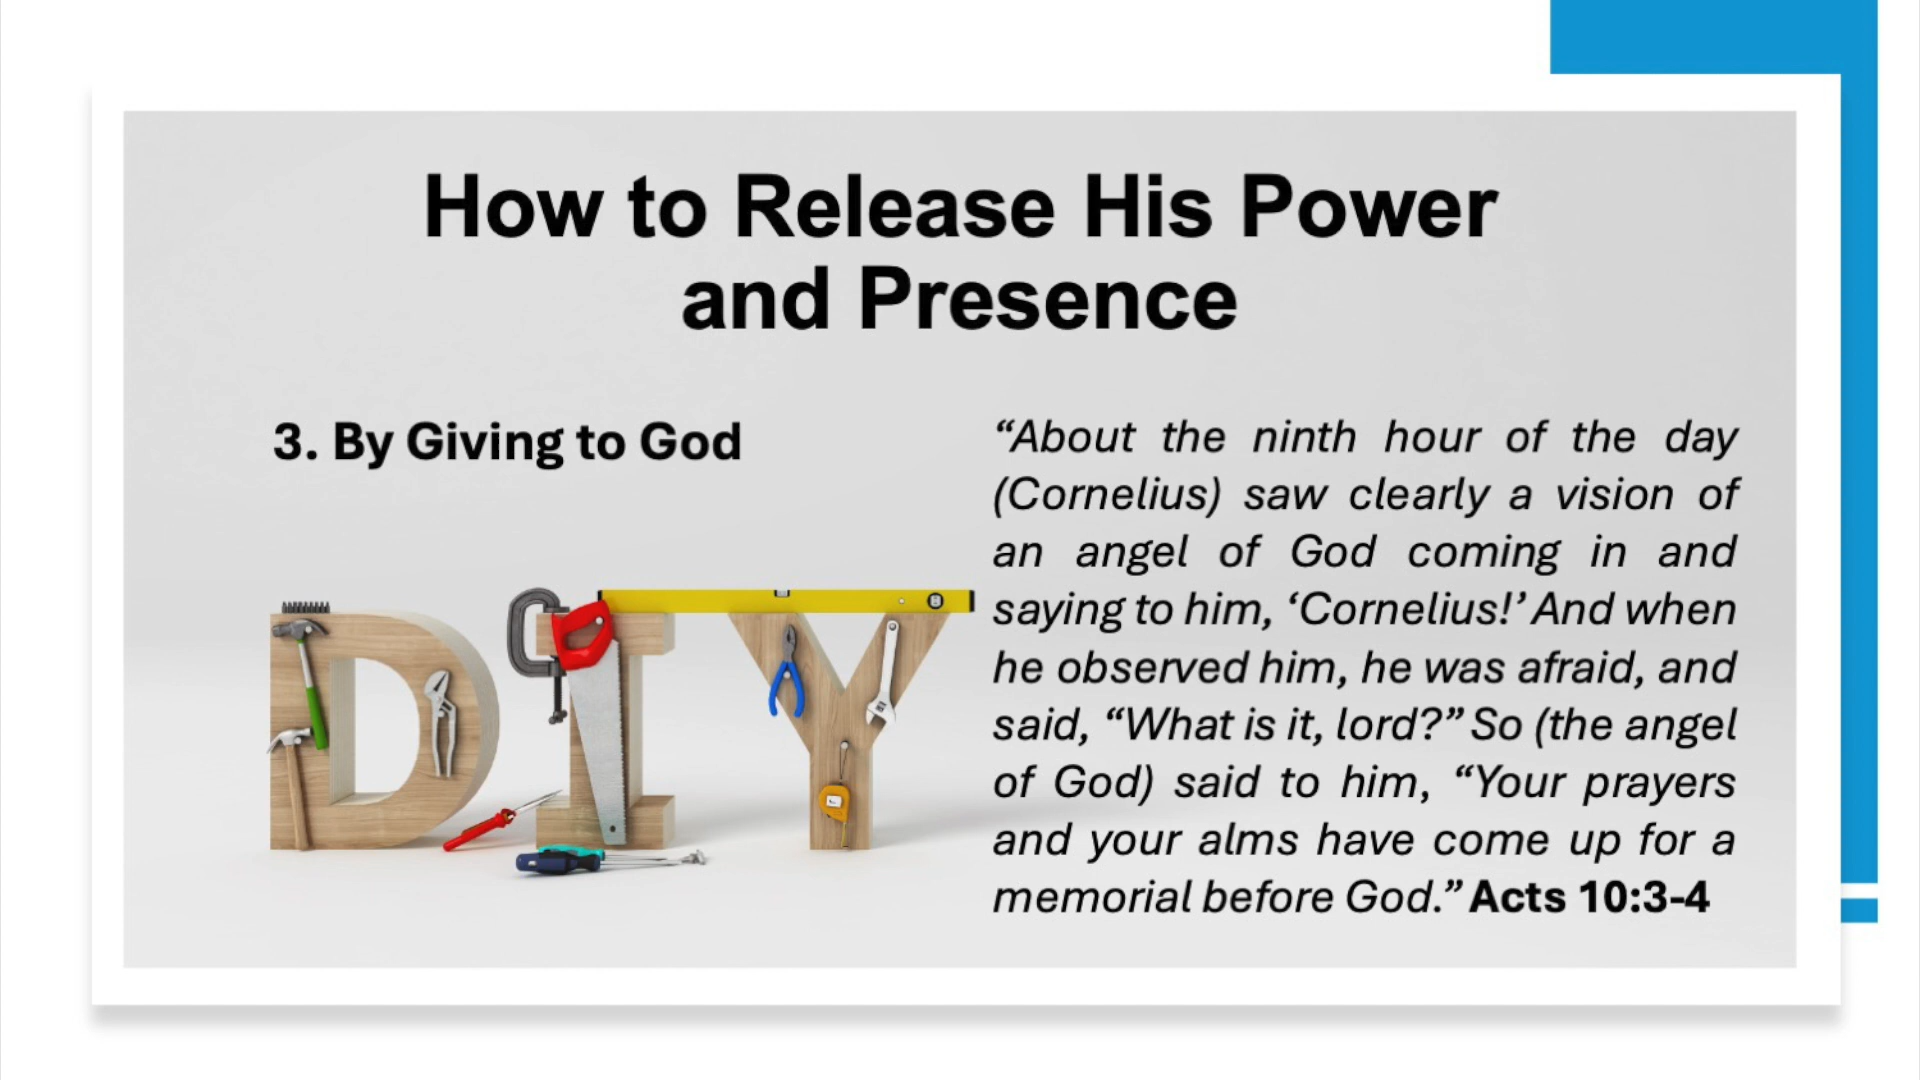 How to Release His Power
and Presence
3. By Giving to God
DIY
“About the ninth hour of the day
(Cornelius) saw clearly a vision of
an angel of God coming in and
saying to him, ‘Cornelius!’ And when
he observed him, he was afraid, and
said, “What is it, lord?” So (the angel
of God) said to him, “Your prayers
and your alms have come up for a
memorial before God.” Acts 10:3-4